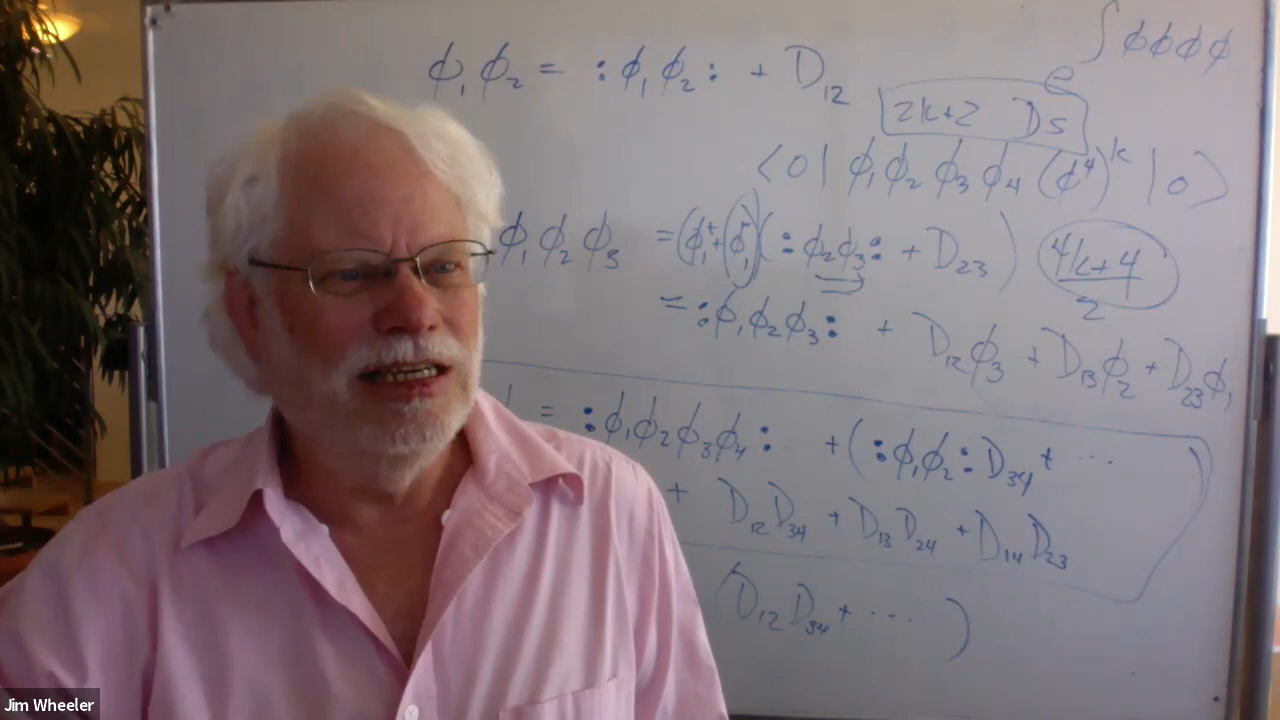 ∫ϕϕϕϕ
e
ϕ₁ϕ₂ = :ϕ₁ϕ₂: + D₁₂
2k+2 Ds
⟨0| ϕ₁ϕ₂ϕ₃ϕ₄ (ϕ⁴)ᵏ |0⟩
ϕ₁ϕ₂ϕ₃ = (ϕ₁⁺+(ϕ₁⁻))(:ϕ₂ϕ₃: + D₂₃)
4k+4
2
= :ϕ₁ϕ₂ϕ₃: + D₁₂ϕ₃ + D₁₃ϕ₂ + D₂₃ϕ₁
= :ϕ₁ϕ₂ϕ₃ϕ₄: + (:ϕ₁ϕ₂:D₃₄ + ··· )
+ D₁₂D₃₄ + D₁₃D₂₄ + D₁₄D₂₃
(D₁₂D₃₄ + ··· )
Jim Wheeler